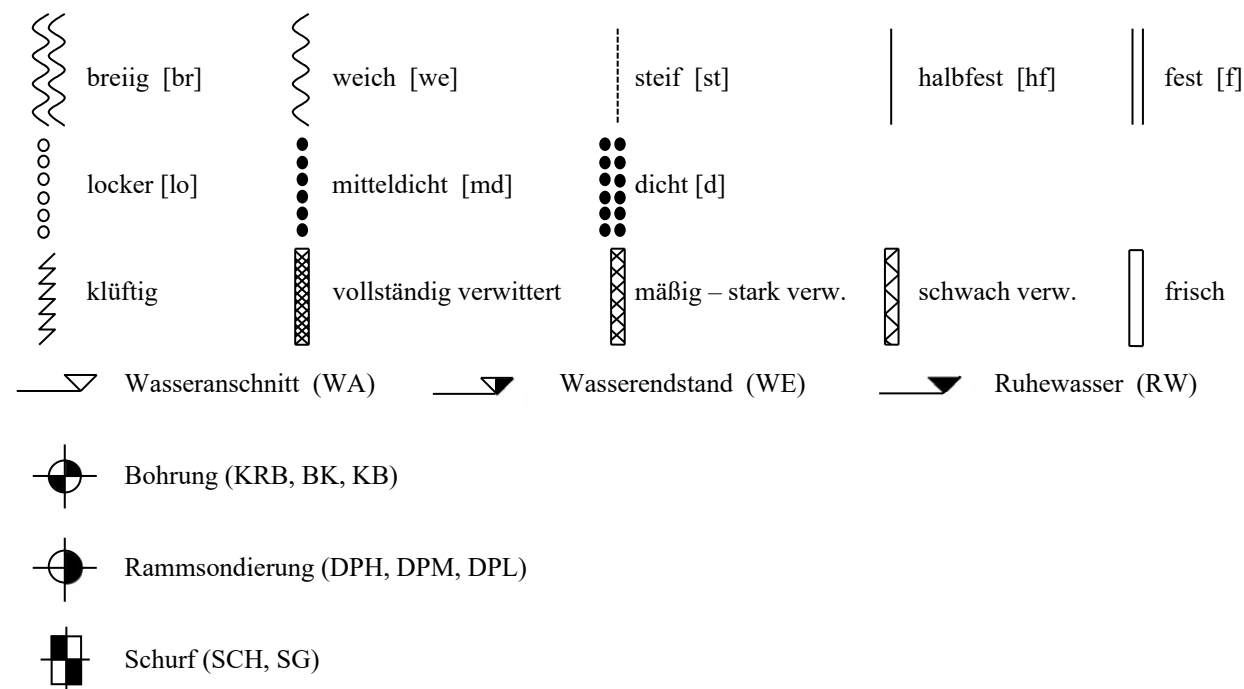 breiig [br] weich [we] steif [st] halbfest [hf] fest [f]
locker [lo] mitteldicht [md] dicht [d]
klüftig vollständig verwittert mäßig – stark verw. schwach verw. frisch
Wasseranschnitt (WA) Wasserendstand (WE) Ruhewasser (RW)
Bohrung (KRB, BK, KB)
Rammsondierung (DPH, DPM, DPL)
Schurf (SCH, SG)